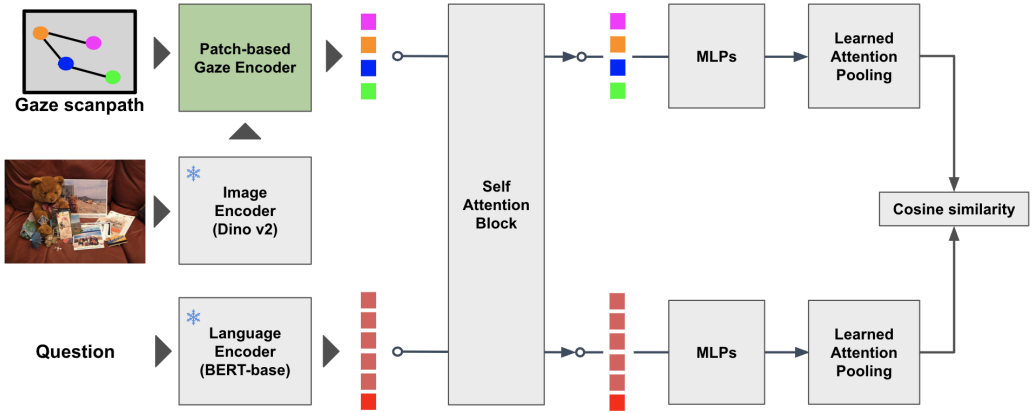 Gaze scanpath
Patch-based
Gaze Encoder
MLPs
Learned
Attention
Pooling
Image
Encoder
(Dino v2)
Self
Attention
Block
Cosine similarity
Question
Language
Encoder
(BERT-base)
MLPs
Learned
Attention
Pooling